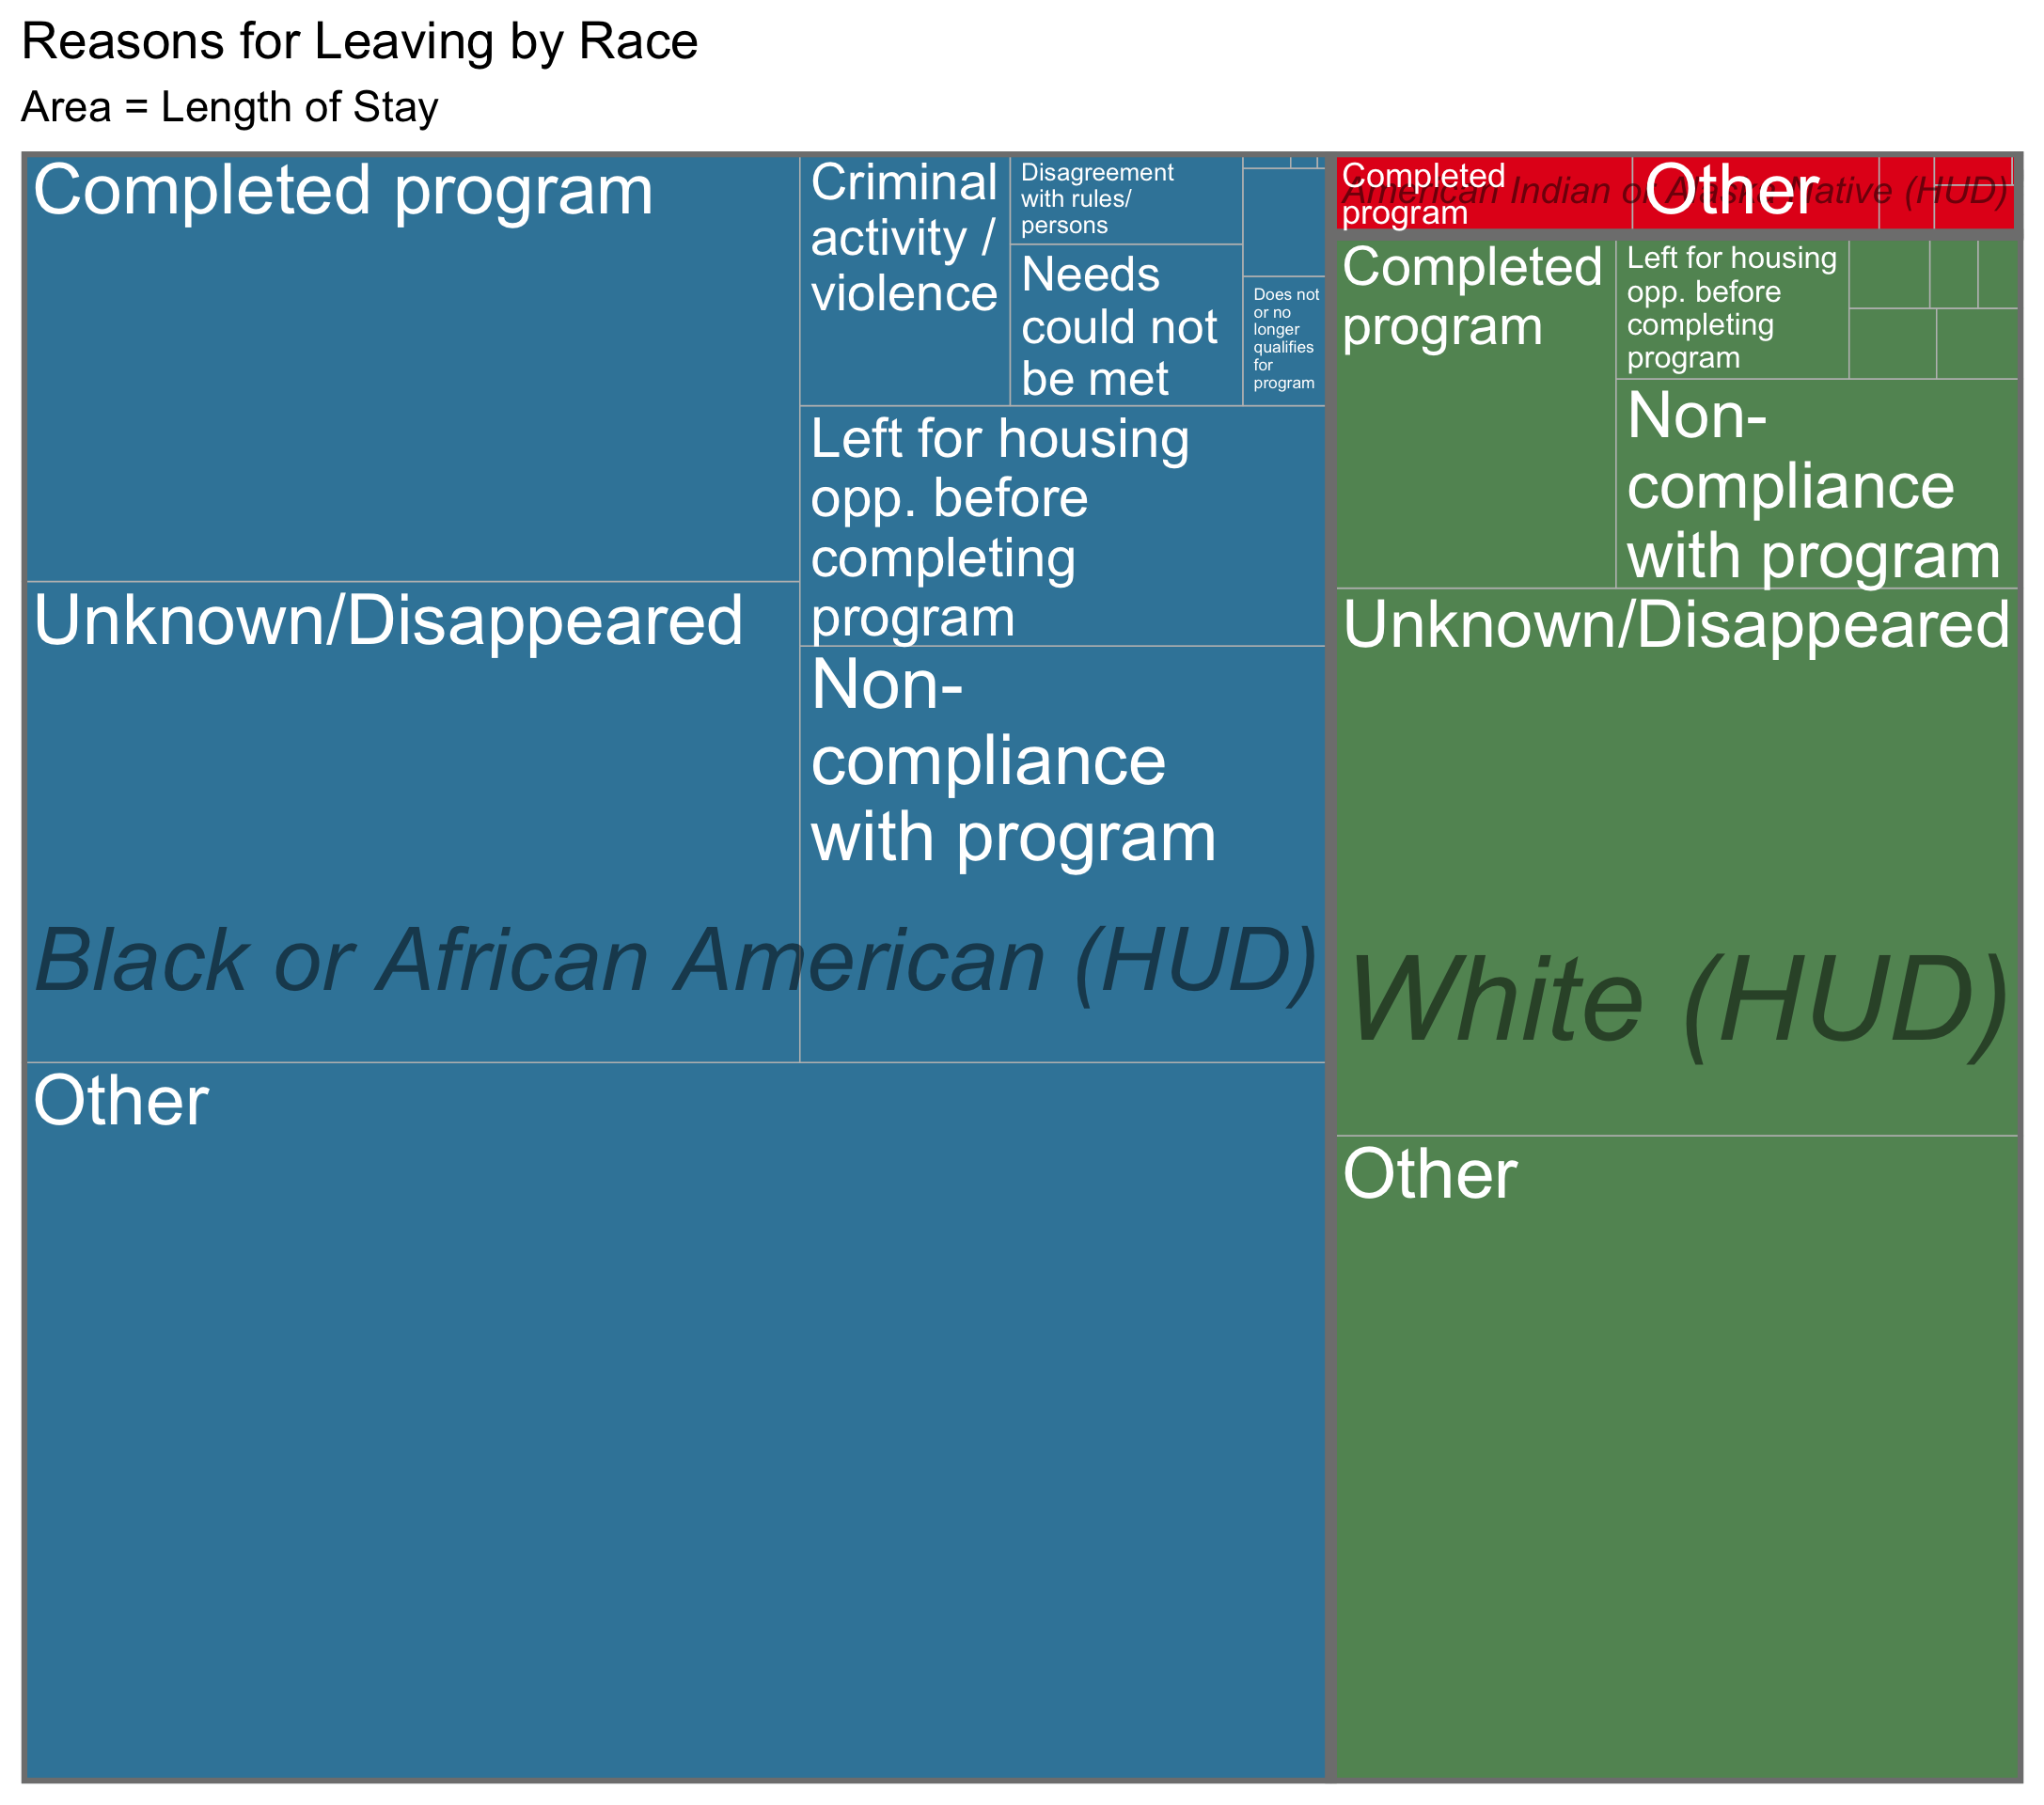 Reasons for Leaving by Race
Area = Length of Stay
Completed program
Criminal
activity /
violence
Disagreement
with rules/
persons
Needs
could not
be met
Does not
or no
longer
qualifies
for
program
Left for housing
opp. before
completing
program
Unknown/Disappeared
Non-
compliance
with program
Black or African American (HUD)
Other
Completed
program
Other
American Indian or Alaska Native (HUD)
Completed
program
Left for housing
opp. before
completing
program
Non-
compliance
with program
Unknown/Disappeared
White (HUD)
Other